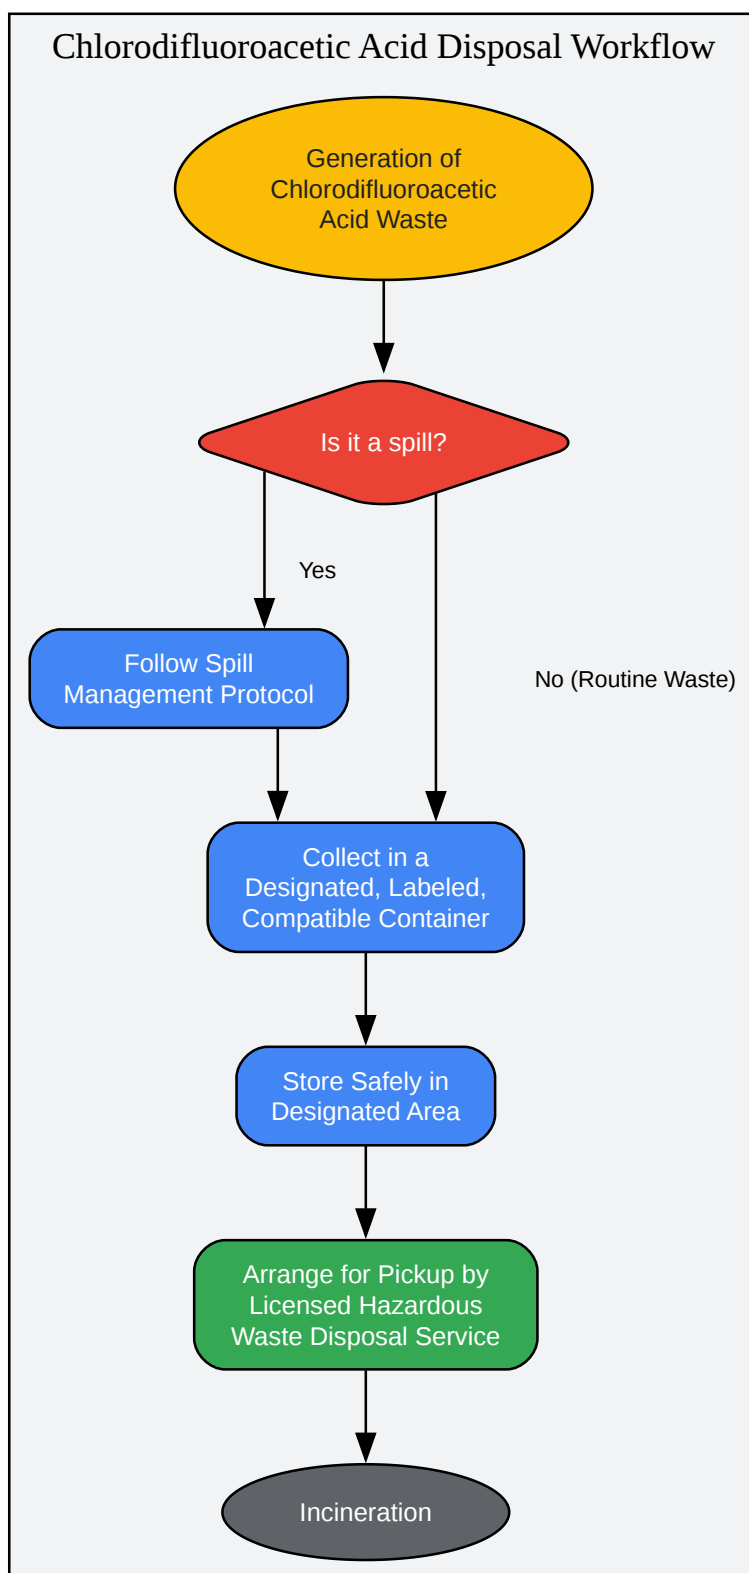 Chlorodifluoroacetic Acid Disposal Workflow
Generation of
Chlorodifluoroacetic
Acid Waste
Is it a spill?
Yes
Follow Spill
Management Protocol
No (Routine Waste)
Collect in a
Designated, Labeled,
Compatible Container
Store Safely in
Designated Area
Arrange for Pickup by
Licensed Hazardous
Waste Disposal Service
Incineration